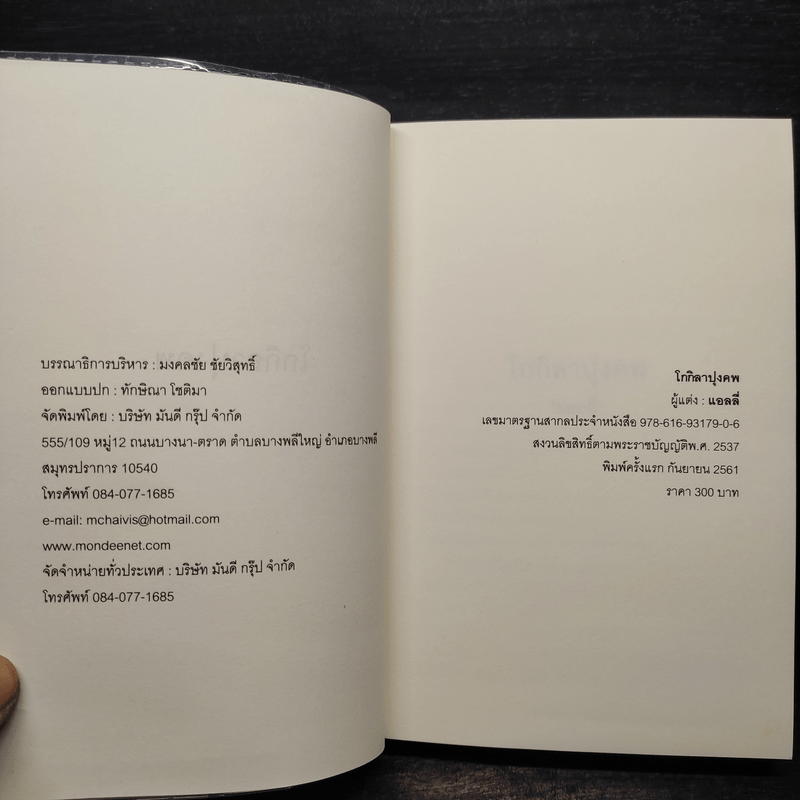 บรรณาธิการบริหาร : มงคลชัย ชัยวิสุทธิ์
ออกแบบปก : ทักษิณา โชติมา
จัดพิมพ์โดย : บริษัท มันดี กรุ๊ป จำกัด
555/109 หมู่12 ถนนบางนา-ตราด ตำบลบางพลีใหญ่ อำเภอบางพลี
สมุทรปราการ 10540
โทรศัพท์ 084-077-1685
e-mail: mchaivis@hotmail.com
www.mondeenet.com
จัดจำหน่ายทั่วประเทศ : บริษัท มันดี กรุ๊ป จำกัด
โทรศัพท์ 084-077-1685
โกกิลาปุงคพ
ผู้แต่ง : แอลลี่
เลขมาตรฐานสากลประจำหนังสือ 978-616-93179-0-6
สงวนลิขสิทธิ์ตามพระราชบัญญัติพ.ศ. 2537
พิมพ์ครั้งแรก กันยายน 2561
ราคา 300 บาท